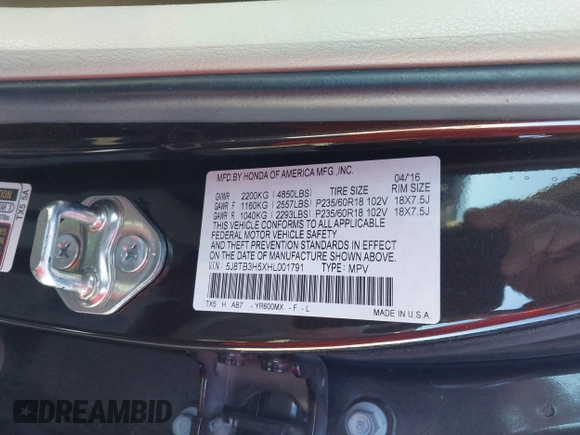 MFD.BY HONDA OF AMERICA MFG.,INC. 04/'16
GVWR 2200KG ( 4850LBS) TIRE SIZE RIM SIZE
GAWR F 1160KG ( 2557LBS) P235/60R18 102V 18X7.5J
GAWR R 1040KG ( 2293LBS) P235/60R18 102V 18X7.5J
THIS VEHICLE CONFORMS TO ALL APPLICABLE
FEDERAL MOTOR VEHICLE SAFETY
AND THEFT PREVENTION STANDARDS IN EFFECT
ON THE DATE OF MANUFACTURE SHOWN ABOVE.
V.I.N.: 5J8TB3H5XHL001791 TYPE: MPV
TX5 H AB7 - YR600MX - F - L MADE IN U.S.A.
TX5 5A
DREAMBID